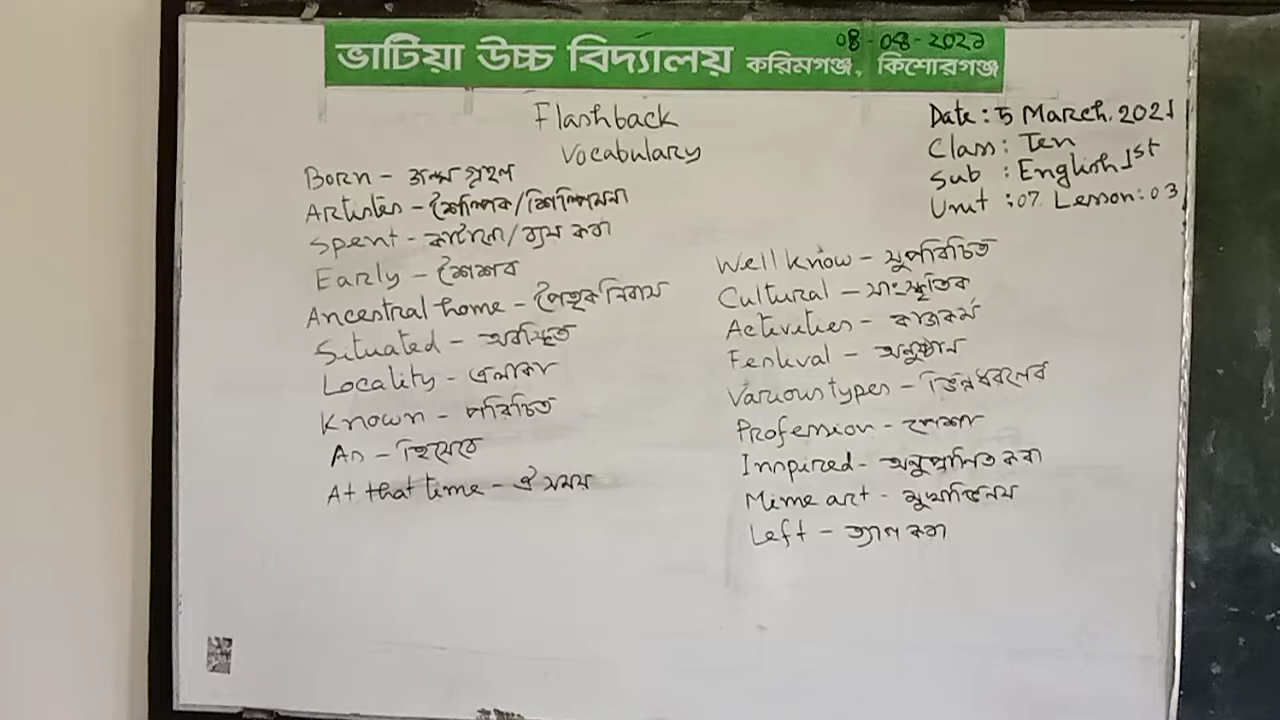 08-08-2021
ভাটিয়া উচ্চ বিদ্যালয় করিমগঞ্জ, কিশোরগঞ্জ
Flashback
Vocabulary
Date : 5 March. 2021
Class : Ten
Sub : English 1st
Unit : 07. Lesson : 03
Born - জন্ম গ্রহণ
Artistes - শৈল্পিক/শিল্পিমনা
Spent - কাটানো/ব্যয় করা
Early - শৈশব
Ancestral home - পৈতৃক নিবাস
Situated - অবস্থিত
Locality - এলাকা
Known - পরিচিত
As - হিসেবে
At that time - ঐ সময়
Well know - সুপরিচিত
Cultural - সাংস্কৃতিক
Activities - কাজকর্ম
Festival - অনুষ্ঠান
Various types - ভিন্নধরণের
Profession - পেশা
Inspired - অনুপ্রাণিত করা
Mime art - মুখাভিনয়
Left - ত্যাগ করা